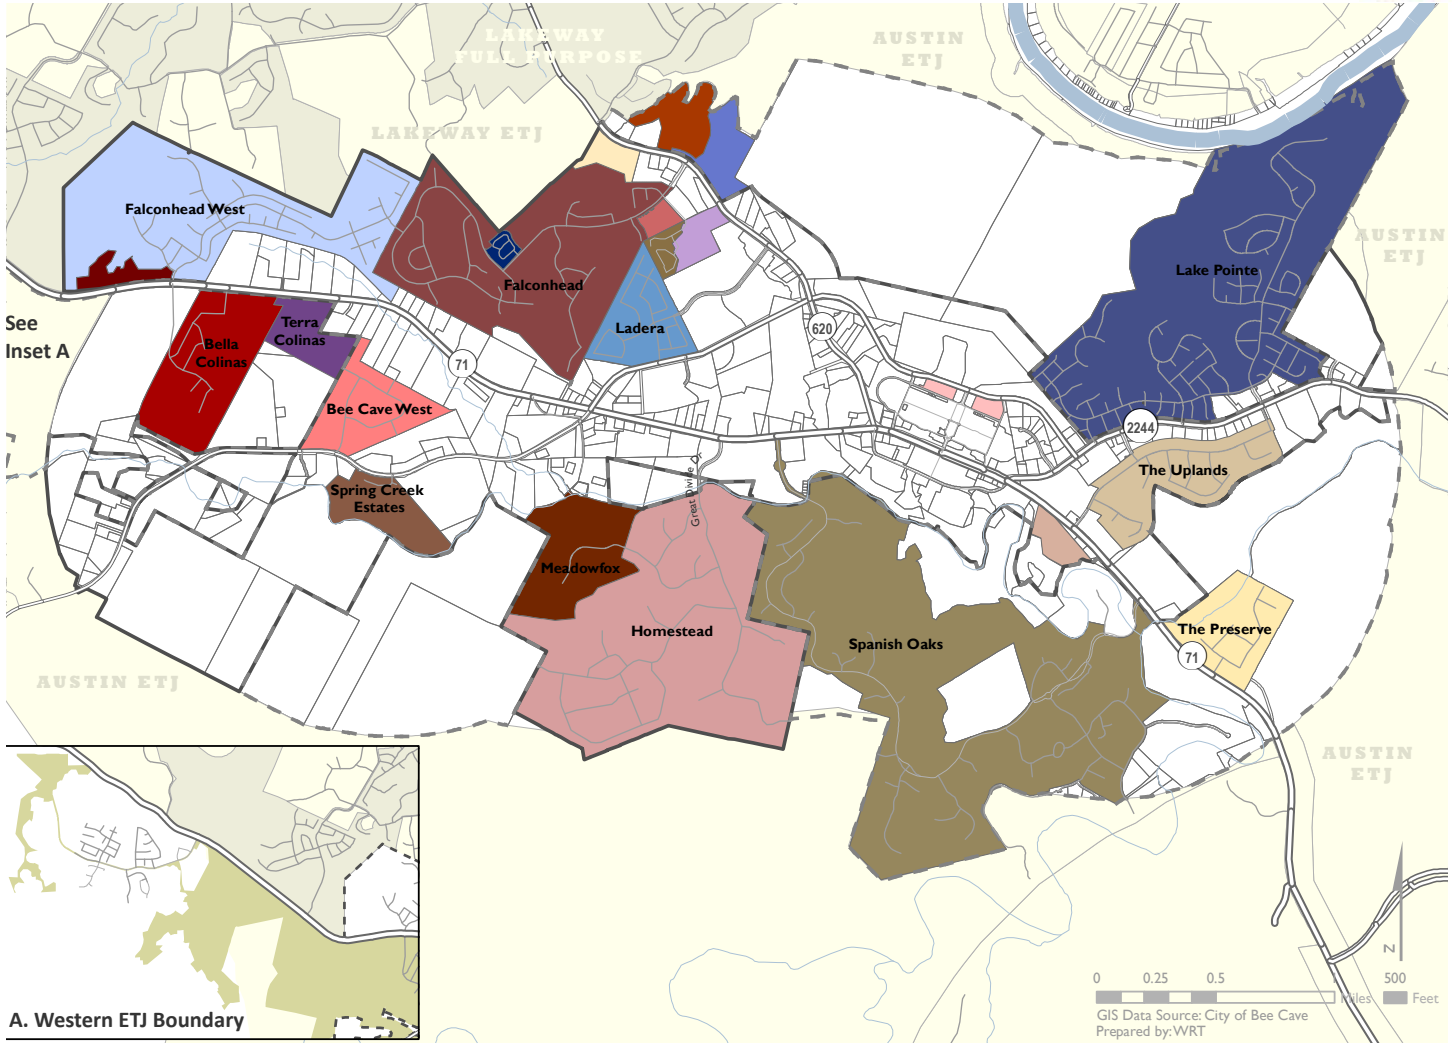 LAKEWAY
FULL PURPOSE
AUSTIN
ETJ
LAKEWAY ETJ
Falconhead West
Falconhead
Lake Pointe
AUSTIN
ETJ
See
Inset A
Terra
Colinas
Bella
Colinas
Ladera
620
71
Bee Cave West
2244
The Uplands
Spring Creek
Estates
Great Divide Dr
Meadowfox
Homestead
Spanish Oaks
The Preserve
71
AUSTIN ETJ
AUSTIN
ETJ
A. Western ETJ Boundary
N
0 0.25 0.5 1 500
Miles Feet
GIS Data Source: City of Bee Cave
Prepared by: WRT